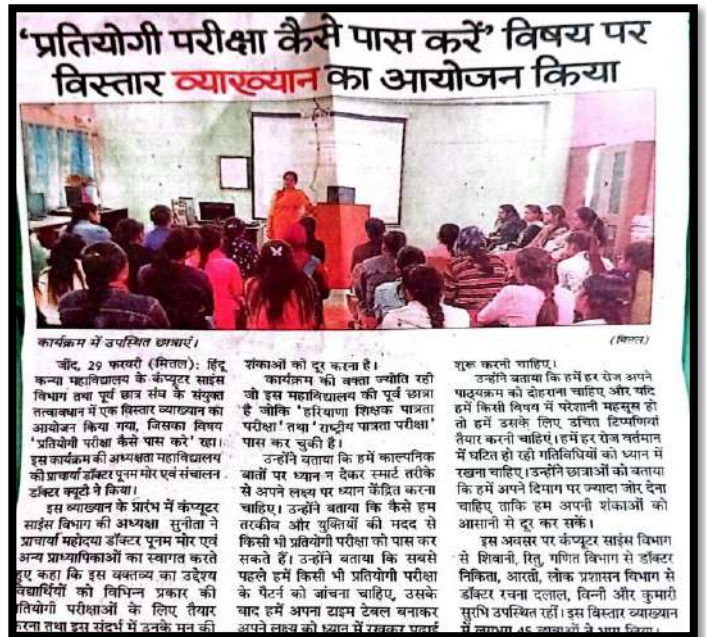 ‘प्रतियोगी परीक्षा कैसे पास करें’ विषय पर
विस्तार व्याख्यान का आयोजन किया
कार्यक्रम में उपस्थित छात्राएं।
(मित्तल)
जींद, 29 फरवरी (मित्तल): हिंदू
कन्या महाविद्यालय के कंप्यूटर साइंस
विभाग तथा पूर्व छात्र संघ के संयुक्त
तत्वावधान में एक विस्तार व्याख्यान का
आयोजन किया गया, जिसका विषय
‘प्रतियोगी परीक्षा कैसे पास करे’ रहा।
इस कार्यक्रम की अध्यक्षता महाविद्यालय
की प्राचार्या डॉक्टर पूनम मोर एवं संचालन
डॉक्टर क्यूटी ने किया।
इस व्याख्यान के प्रारंभ में कंप्यूटर
साइंस विभाग की अध्यक्षा सुनीता ने
प्राचार्या महोदया डॉक्टर पूनम मोर एवं
अन्य प्राध्यापिकाओं का स्वागत करते
हुए कहा कि इस वक्तव्य का उद्देश्य
विद्यार्थियों को विभिन्न प्रकार की
प्रतियोगी परीक्षाओं के लिए तैयार
करना तथा इस संदर्भ में उनके मन की
शंकाओं को दूर करना है।
कार्यक्रम की वक्ता ज्योति रही
जो इस महाविद्यालय की पूर्व छात्रा
है जोकि ‘हरियाणा शिक्षक पात्रता
परीक्षा’ तथा ‘राष्ट्रीय पात्रता परीक्षा’
पास कर चुकी है।
उन्होंने बताया कि हमें काल्पनिक
बातों पर ध्यान न देकर स्मार्ट तरीके
से अपने लक्ष्य पर ध्यान केंद्रित करना
चाहिए। उन्होंने बताया कि कैसे हम
तरकीब और युक्तियों की मदद से
किसी भी प्रतियोगी परीक्षा को पास कर
सकते हैं। उन्होंने बताया कि सबसे
पहले हमें किसी भी प्रतियोगी परीक्षा
के पैटर्न को जांचना चाहिए, उसके
बाद हमें अपना टाइम टेबल बनाकर
अपने लक्ष्य को ध्यान में रखकर पढ़ाई
शुरू करनी चाहिए।
उन्होंने बताया कि हमें हर रोज अपने
पाठ्यक्रम को दोहराना चाहिए और यदि
हमें किसी विषय में परेशानी महसूस हो
तो हमें उसके लिए उचित टिप्पणियां
तैयार करनी चाहिएं। हमें हर रोज वर्तमान
में घटित हो रही गतिविधियों को ध्यान में
रखना चाहिए। उन्होंने छात्राओं को बताया
कि हमें अपने दिमाग पर ज्यादा जोर देना
चाहिए ताकि हम अपनी शंकाओं को
आसानी से दूर कर सकें।
इस अवसर पर कंप्यूटर साइंस विभाग
से शिवानी, रितु, गणित विभाग से डॉक्टर
निकिता, आरती, लोक प्रशासन विभाग से
डॉक्टर रचना दलाल, विन्नी और कुमारी
सुरभि उपस्थित रहीं। इस विस्तार व्याख्यान
में लगभग 45 छात्राओं ने भाग लिया।